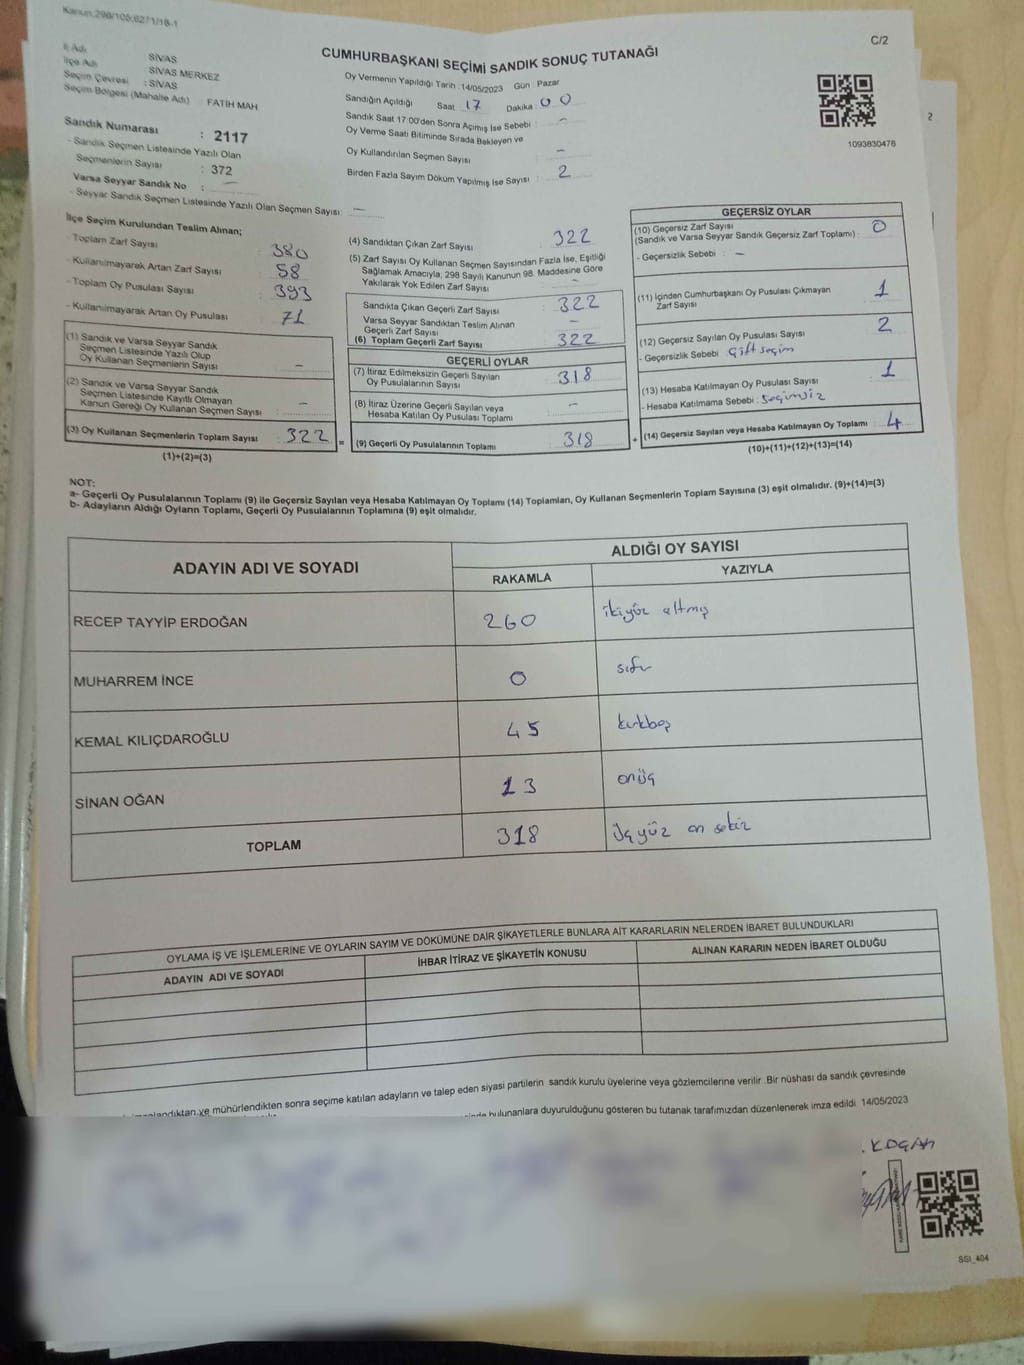 Kanun:298/105;6271/18-1
C/2
CUMHURBAŞKANI SEÇİMİ SANDIK SONUÇ TUTANAĞI
İl Adı : SİVAS
İlçe Adı : SİVAS MERKEZ
Seçim Çevresi : SİVAS
Seçim Bölgesi (Mahalle Adı) : FATİH MAH
Sandık Numarası : 2117
- Sandık Seçmen Listesinde Yazılı Olan
Seçmenlerin Sayısı : 372
Varsa Seyyar Sandık No : —
- Seyyar Sandık Seçmen Listesinde Yazılı Olan Seçmen Sayısı: —
Oy Vermenin Yapıldığı Tarih :14/05/2023 Gün : Pazar
Sandığın Açıldığı Saat 17 Dakika : 00
Sandık Saat 17:00'den Sonra Açımış İse Sebebi : —
Oy Verme Saati Bitiminde Sırada Bekleyen ve
Oy Kullandırılan Seçmen Sayısı : —
Birden Fazla Sayım Döküm Yapılmış İse Sayısı : 2
1093830476
2
İlçe Seçim Kurulundan Teslim Alınan;
- Toplam Zarf Sayısı : 380
- Kullanılmayarak Artan Zarf Sayısı : 58
- Toplam Oy Pusulası Sayısı : 393
- Kullanılmayarak Artan Oy Pusulası : 71
(1) Sandık ve Varsa Seyyar Sandık
Seçmen Listesinde Yazılı Olup
Oy Kullanan Seçmenlerin Sayısı : —
(2) Sandık ve Varsa Seyyar Sandık
Seçmen Listesinde Kayıtlı Olmayan
Kanun Gereği Oy Kullanan Seçmen Sayısı : —
(3) Oy Kullanan Seçmenlerin Toplam Sayısı : 322
(1)+(2)=(3)
=
(4) Sandıktan Çıkan Zarf Sayısı : 322
(5) Zarf Sayısı Oy Kullanan Seçmen Sayısından Fazla İse, Eşitliği
Sağlamak Amacıyla; 298 Sayılı Kanunun 98. Maddesine Göre
Yakılarak Yok Edilen Zarf Sayısı : —
Sandıkta Çıkan Geçerli Zarf Sayısı : 322
Varsa Seyyar Sandıktan Teslim Alınan
Geçerli Zarf Sayısı : —
(6) Toplam Geçerli Zarf Sayısı : 322
GEÇERLİ OYLAR
(7) İtiraz Edilmeksizin Geçerli Sayılan
Oy Pusulalarının Sayısı : 318
(8) İtiraz Üzerine Geçerli Sayılan veya
Hesaba Katılan Oy Pusulası Toplamı : —
(9) Geçerli Oy Pusulalarının Toplamı : 318
+
GEÇERSİZ OYLAR
(10) Geçersiz Zarf Sayısı
(Sandık ve Varsa Seyyar Sandık Geçersiz Zarf Toplamı) : 0
- Geçersizlik Sebebi : —
(11) İçinden Cumhurbaşkanı Oy Pusulası Çıkmayan
Zarf Sayısı : 1
(12) Geçersiz Sayılan Oy Pusulası Sayısı : 2
- Geçersizlik Sebebi : Çift seçim
(13) Hesaba Katılmayan Oy Pusulası Sayısı : 1
- Hesaba Katılmama Sebebi : Seçimsiz
(14) Geçersiz Sayılan veya Hesaba Katılmayan Oy Toplamı : 4
(10)+(11)+(12)+(13)=(14)
NOT:
a- Geçerli Oy Pusulalarının Toplamı (9) ile Geçersiz Sayılan veya Hesaba Katılmayan Oy Toplamı (14) Toplamları, Oy Kullanan Seçmenlerin Toplam Sayısına (3) eşit olmalıdır. (9)+(14)=(3)
b- Adayların Aldığı Oyların Toplamı, Geçerli Oy Pusulalarının Toplamına (9) eşit olmalıdır.
ADAYIN ADI VE SOYADI
ALDIĞI OY SAYISI
RAKAMLA YAZIYLA
RECEP TAYYİP ERDOĞAN 260 ikiyüz altmış
MUHARREM İNCE 0 sıfır
KEMAL KILIÇDAROĞLU 45 kırkbeş
SİNAN OĞAN 13 onüç
TOPLAM 318 üçyüz on sekiz
OYLAMA İŞ VE İŞLEMLERİNE VE OYLARIN SAYIM VE DÖKÜMÜNE DAİR ŞİKAYETLERLE BUNLARA AİT KARARLARIN NELERDEN İBARET BULUNDUKLARI
ADAYIN ADI VE SOYADI İHBAR İTİRAZ VE ŞİKAYETİN KONUSU ALINAN KARARIN NEDEN İBARET OLDUĞU
ve mühürlendikten sonra seçime katılan adayların ve talep eden siyasi partilerin sandık kurulu üyelerine veya gözlemcilerine verilir .Bir nüshası da sandık çevresinde
bulunanlara duyurulduğunu gösteren bu tutanak tarafımızdan düzenlenerek imza edildi 14/05/2023
SSI_404